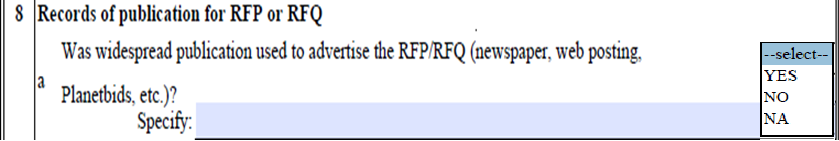 8 Records of publication for RFP or RFQ
Was widespread publication used to advertise the RFP/RFQ (newspaper, web posting,
--select--
YES
a
Planetbids, etc.)?
NO
Specify:
NA